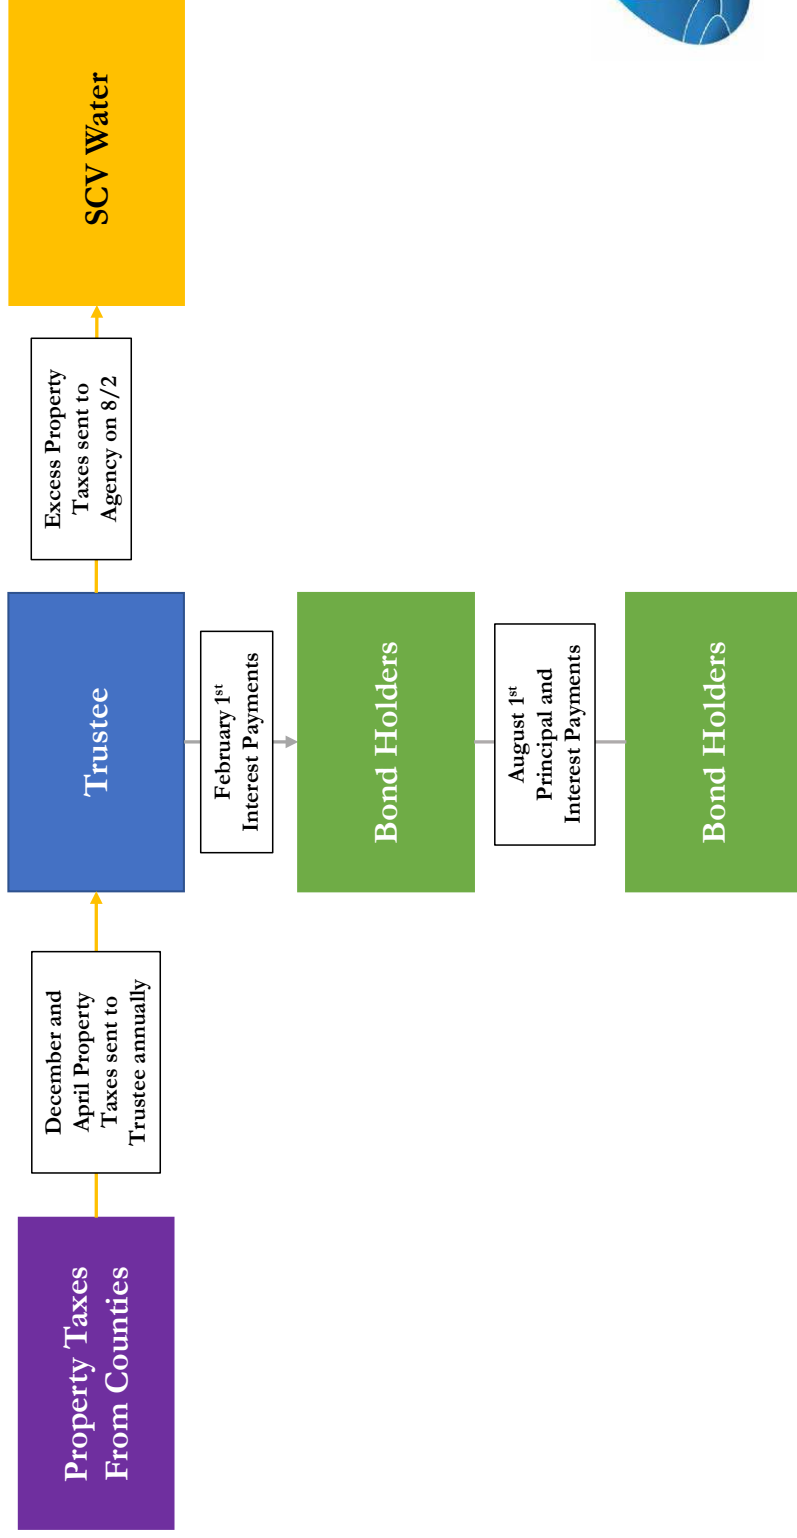 Property Taxes
From Counties
December and
April Property
Taxes sent to
Trustee annually
Trustee
Excess Property
Taxes sent to
Agency on 8/2
SCV Water
February 1st
Interest Payments
Bond Holders
August 1st
Principal and
Interest Payments
Bond Holders